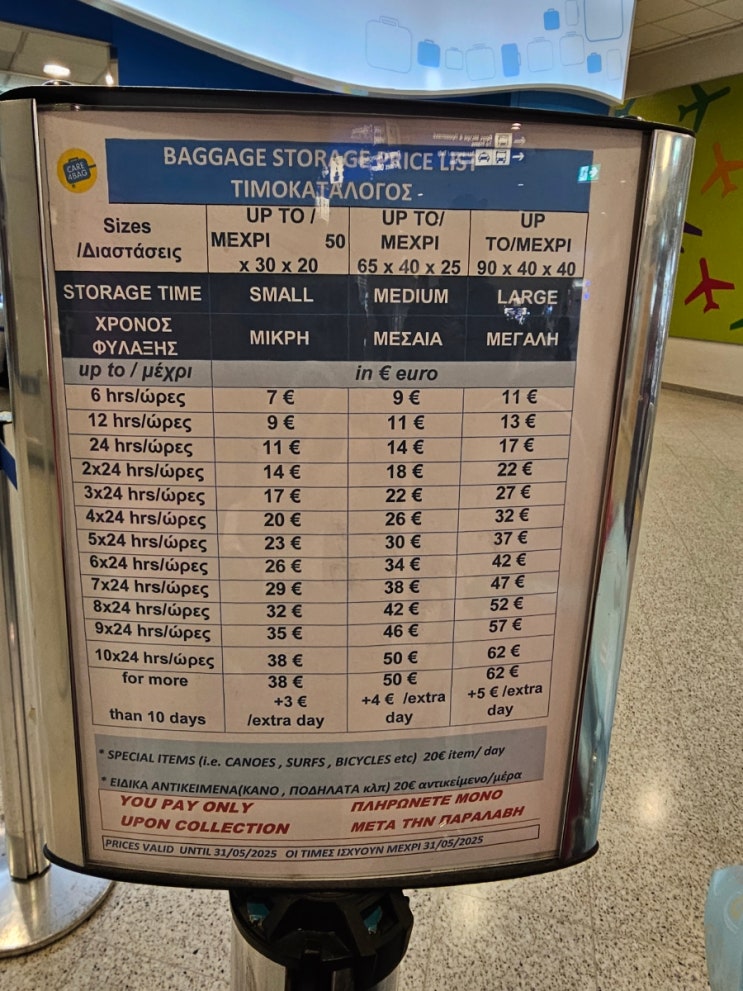 CARE
4BAG
BAGGAGE STORAGE PRICE LIST
ΤΙΜΟΚΑΤΑΛΟΓΟΣ -
Sizes
/Διαστάσεις
UP TO /
ΜΕΧΡΙ 50
x 30 x 20
UP TO/
ΜΕΧΡΙ
65 x 40 x 25
UP
TO/ΜΕΧΡΙ
90 x 40 x 40
STORAGE TIME SMALL MEDIUM LARGE
ΧΡΟΝΟΣ
ΦΥΛΑΞΗΣ
ΜΙΚΡΗ ΜΕΣΑΙΑ ΜΕΓΑΛΗ
up to / μέχρι in € euro
6 hrs/ώρες 7 € 9 € 11 €
12 hrs/ώρες 9 € 11 € 13 €
24 hrs/ώρες 11 € 14 € 17 €
2x24 hrs/ώρες 14 € 18 € 22 €
3x24 hrs/ώρες 17 € 22 € 27 €
4x24 hrs/ώρες 20 € 26 € 32 €
5x24 hrs/ώρες 23 € 30 € 37 €
6x24 hrs/ώρες 26 € 34 € 42 €
7x24 hrs/ώρες 29 € 38 € 47 €
8x24 hrs/ώρες 32 € 42 € 52 €
9x24 hrs/ώρες 35 € 46 € 57 €
10x24 hrs/ώρες 38 € 50 € 62 €
for more
than 10 days
38 €
+3 €
/extra day
50 €
+4 € /extra
day
62 €
+5 € /extra
day
* SPECIAL ITEMS (i.e. CANOES , SURFS , BICYCLES etc) 20€ item/ day
* ΕΙΔΙΚΑ ΑΝΤΙΚΕΙΜΕΝΑ(ΚΑΝΟ , ΠΟΔΗΛΑΤΑ κλπ) 20€ αντικείμενο/μέρα
YOU PAY ONLY
UPON COLLECTION
ΠΛΗΡΩΝΕΤΕ ΜΟΝΟ
ΜΕΤΑ ΤΗΝ ΠΑΡΑΛΑΒΗ
PRICES VALID UNTIL 31/05/2025 ΟΙ ΤΙΜΕΣ ΙΣΧΥΟΥΝ ΜΕΧΡΙ 31/05/2025